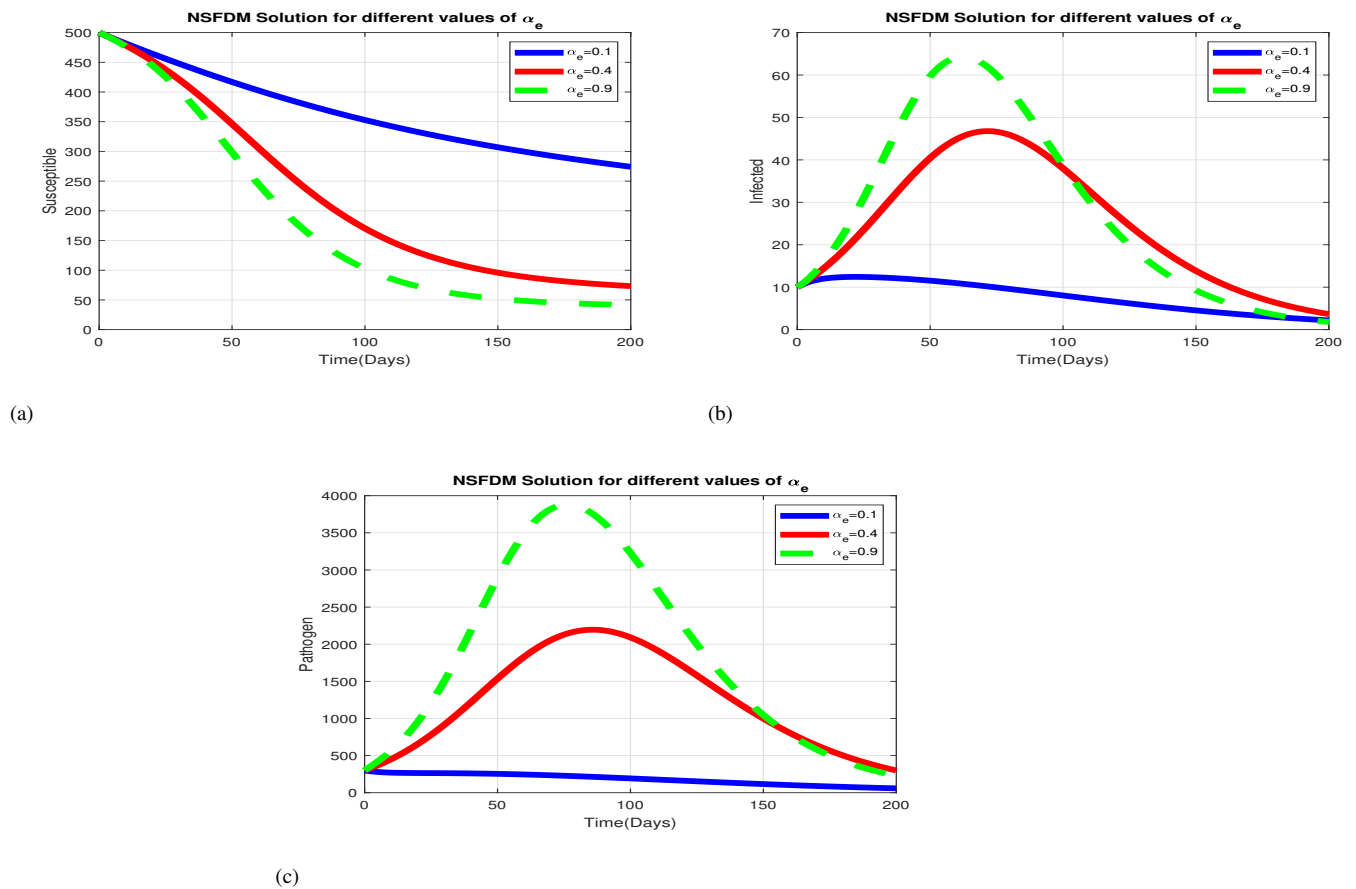 NSFDM Solution for different values of α_e
500
450
400
350
300
250
200
150
100
50
0
Susceptible
0 50 100 150 200
Time(Days)
α_e=0.1
α_e=0.4
α_e=0.9
(a)
NSFDM Solution for different values of α_e
70
60
50
40
30
20
10
0
Infected
0 50 100 150 200
Time(Days)
α_e=0.1
α_e=0.4
α_e=0.9
(b)
NSFDM Solution for different values of α_e
4000
3500
3000
2500
2000
1500
1000
500
0
Pathogen
0 50 100 150 200
Time(Days)
α_e=0.1
α_e=0.4
α_e=0.9
(c)